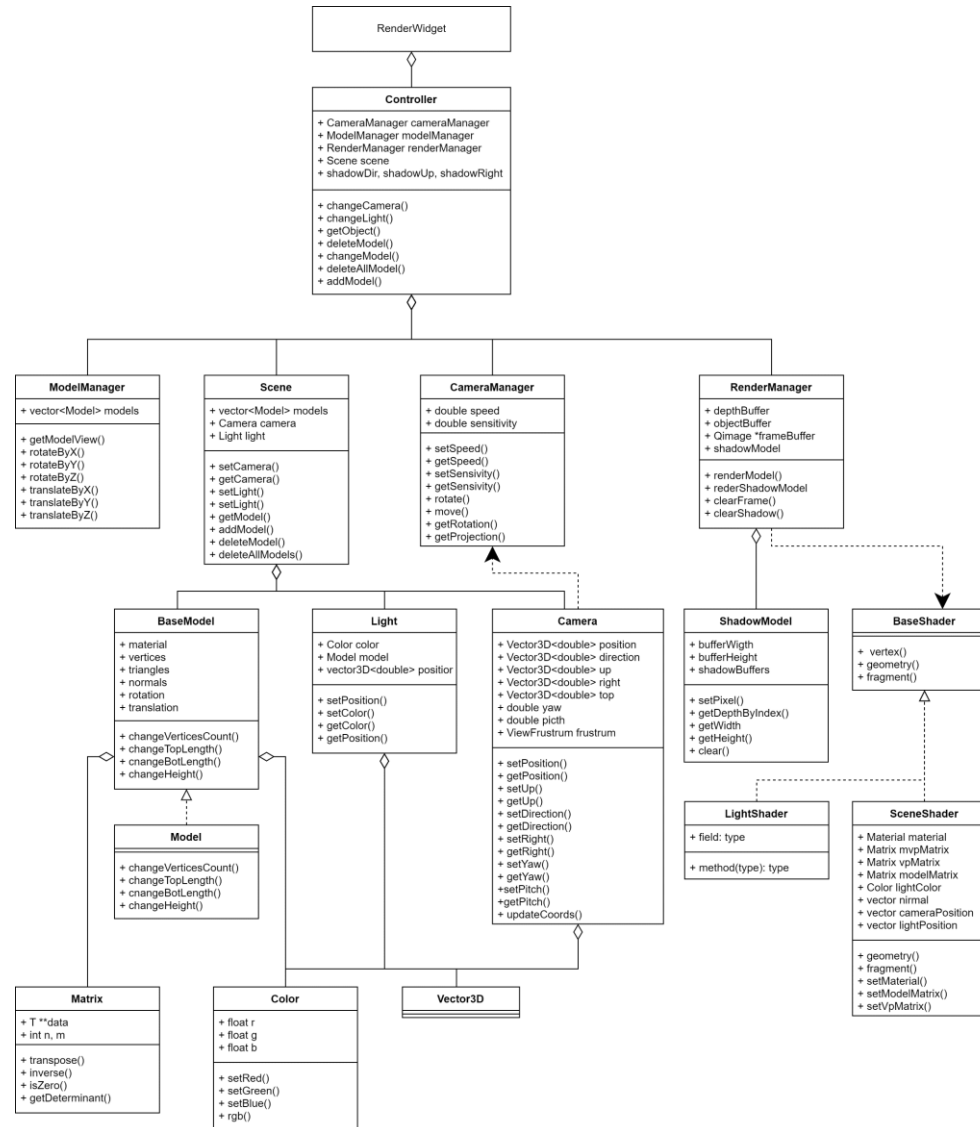 RenderWidget
Controller
+ CameraManager cameraManager
+ ModelManager modelManager
+ RenderManager renderManager
+ Scene scene
+ shadowDir, shadowUp, shadowRight
+ changeCamera()
+ changeLight()
+ getObject()
+ deleteModel()
+ changeModel()
+ deleteAllModel()
+ addModel()
ModelManager
+ vector<Model> models
+ getModelView()
+ rotateByX()
+ rotateByY()
+ rotateByZ()
+ translateByX()
+ translateByY()
+ translateByZ()
Scene
+ vector<Model> models
+ Camera camera
+ Light light
+ setCamera()
+ getCamera()
+ setLight()
+ setLight()
+ getModel()
+ addModel()
+ deleteModel()
+ deleteAllModels()
CameraManager
+ double speed
+ double sensitivity
+ setSpeed()
+ getSpeed()
+ setSensivity()
+ getSensivity()
+ rotate()
+ move()
+ getRotation()
+ getProjection()
RenderManager
+ depthBuffer
+ objectBuffer
+ Qimage *frameBuffer
+ shadowModel
+ renderModel()
+ rederShadowModel
+ clearFrame()
+ clearShadow()
BaseModel
+ material
+ vertices
+ triangles
+ normals
+ rotation
+ translation
+ changeVerticesCount()
+ changeTopLength()
+ changeBotLength()
+ changeHeight()
Light
+ Color color
+ Model model
+ vector3D<double> position
+ setPosition()
+ setColor()
+ getColor()
+ getPosition()
Camera
+ Vector3D<double> position
+ Vector3D<double> direction
+ Vector3D<double> up
+ Vector3D<double> right
+ Vector3D<double> top
+ double yaw
+ double picth
+ ViewFrustrum frustrum
+ setPosition()
+ getPosition()
+ setUp()
+ getUp()
+ setDirection()
+ getDirection()
+ setRight()
+ getRight()
+ setYaw()
+ getYaw()
+setPitch()
+getPitch()
+ updateCoords()
ShadowModel
+ bufferWigth
+ bufferHeight
+ shadowBuffers
+ setPixel()
+ getDepthByIndex()
+ getWidth
+ getHeight()
+ clear()
BaseShader
+ vertex()
+ geometry()
+ fragment()
Model
+ changeVerticesCount()
+ changeTopLength()
+ cnangeBotLength()
+ changeHeight()
LightShader
+ field: type
+ method(type): type
SceneShader
+ Material material
+ Matrix mvpMatrix
+ Matrix vpMatrix
+ Matrix modelMatrix
+ Color lightColor
+ vector nirmal
+ vector cameraPosition
+ vector lightPosition
+ geometry()
+ fragment()
+ setMaterial()
+ setModelMatrix()
+ setVpMatrix()
Matrix
+ T **data
+ int n, m
+ transpose()
+ inverse()
+ isZero()
+ getDeterminant()
Color
+ float r
+ float g
+ float b
+ setRed()
+ setGreen()
+ setBlue()
+ rgb()
Vector3D